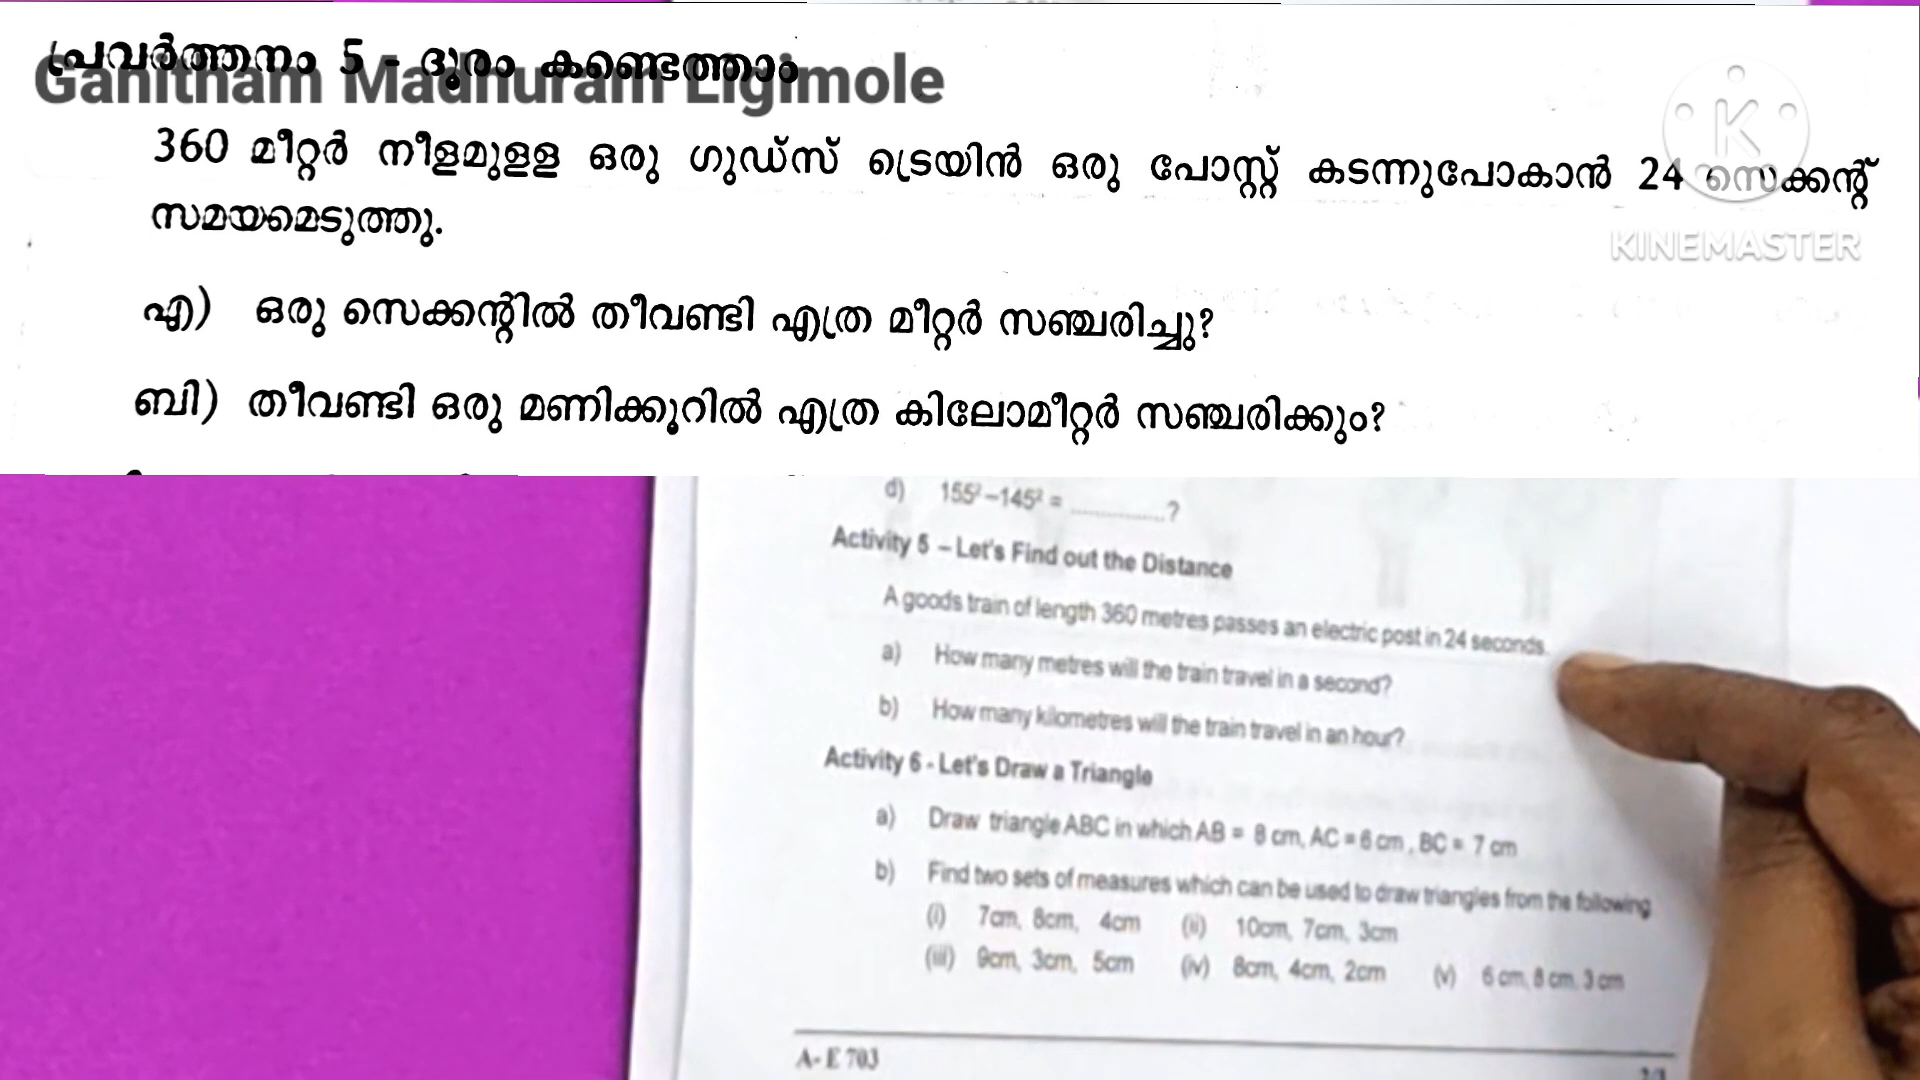 പ്രവർത്തനം 5 - ദൂരം കണ്ടെത്താം
Ganitham Madhuram Ligimole
360 മീറ്റർ നീളമുളള ഒരു ഗുഡ്സ് ട്രെയിൻ ഒരു പോസ്റ്റ് കടന്നുപോകാൻ 24 സെക്കന്റ്
സമയമെടുത്തു.
K
KINEMASTER
എ) ഒരു സെക്കന്റിൽ തീവണ്ടി എത്ര മീറ്റർ സഞ്ചരിച്ചു?
ബി) തീവണ്ടി ഒരു മണിക്കൂറിൽ എത്ര കിലോമീറ്റർ സഞ്ചരിക്കും?
d) 155²–145² = ..............?
Activity 5 – Let's Find out the Distance
A goods train of length 360 metres passes an electric post in 24 seconds.
a) How many metres will the train travel in a second?
b) How many kilometres will the train travel in an hour?
Activity 6 - Let's Draw a Triangle
a) Draw triangle ABC in which AB = 8 cm, AC = 6 cm , BC = 7 cm
b) Find two sets of measures which can be used to draw triangles from the following
(i) 7cm, 8cm, 4cm (ii) 10cm, 7cm, 3cm
(iii) 9cm, 3cm, 5cm (iv) 8cm, 4cm, 2cm (v) 6 cm, 8 cm, 3 cm
A- E 703